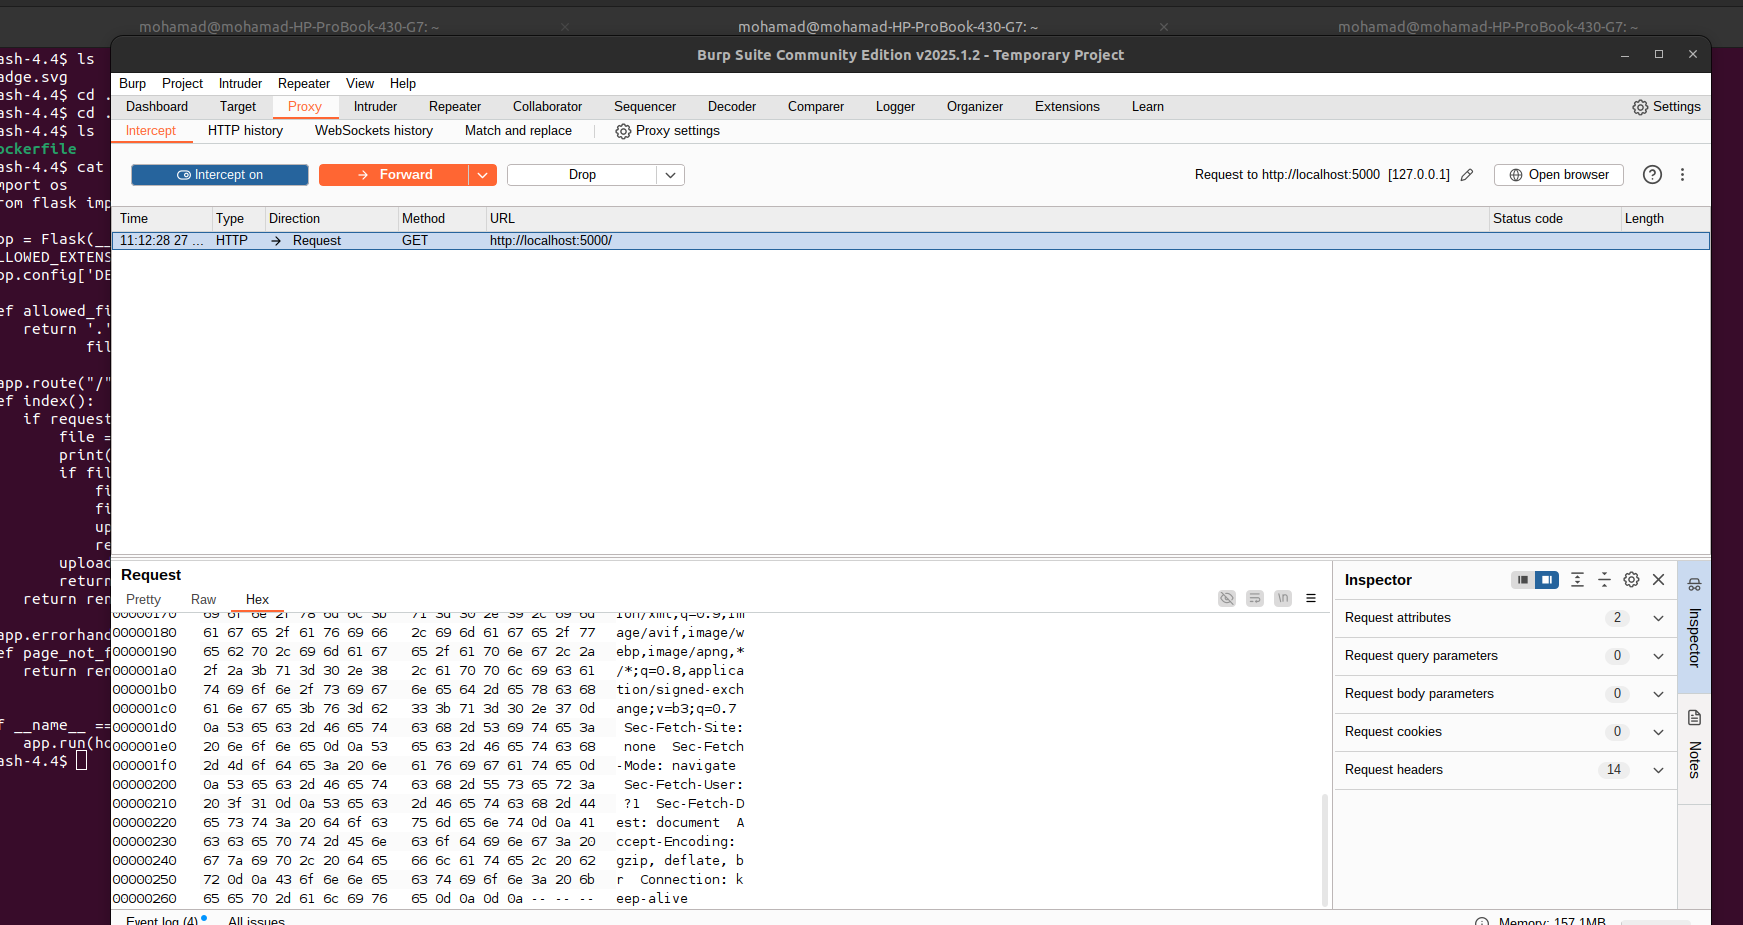 mohamad@mohamad-HP-ProBook-430-G7: ~ × mohamad@mohamad-HP-ProBook-430-G7: ~ × mohamad@mohamad-HP-ProBook-430-G7: ~
Burp Suite Community Edition v2025.1.2 - Temporary Project
Burp Project Intruder Repeater View Help
Dashboard Target Proxy Intruder Repeater Collaborator Sequencer Decoder Comparer Logger Organizer Extensions Learn Settings
Intercept HTTP history WebSockets history Match and replace Proxy settings
Intercept on Forward Drop Request to http://localhost:5000 [127.0.0.1] Open browser
Time Type Direction Method URL Status code Length
11:12:28 27 ... HTTP → Request GET http://localhost:5000/
ash-4.4$ ls
adge.svg
ash-4.4$ cd .
ash-4.4$ cd .
ash-4.4$ ls
ockerfile
ash-4.4$ cat
mport os
rom flask imp
pp = Flask(__
LLOWED_EXTENS
pp.config['DE
ef allowed_fi
return '.'
fil
app.route("/"
ef index():
if request
file =
print(
if fil
fi
fi
up
re
upload
return
return ren
app.errorhand
ef page_not_f
return ren
f __name__ ==
app.run(ho
ash-4.4$
Request
Pretty Raw Hex \n
00000170 69 6f 6e 2f 78 6d 6c 3b 71 3d 30 2e 39 2c 69 6d ion/xml;q=0.9,im
00000180 61 67 65 2f 61 76 69 66 2c 69 6d 61 67 65 2f 77 age/avif,image/w
00000190 65 62 70 2c 69 6d 61 67 65 2f 61 70 6e 67 2c 2a ebp,image/apng,*
000001a0 2f 2a 3b 71 3d 30 2e 38 2c 61 70 70 6c 69 63 61 /*;q=0.8,applica
000001b0 74 69 6f 6e 2f 73 69 67 6e 65 64 2d 65 78 63 68 tion/signed-exch
000001c0 61 6e 67 65 3b 76 3d 62 33 3b 71 3d 30 2e 37 0d ange;v=b3;q=0.7
000001d0 0a 53 65 63 2d 46 65 74 63 68 2d 53 69 74 65 3a Sec-Fetch-Site:
000001e0 20 6e 6f 6e 65 0d 0a 53 65 63 2d 46 65 74 63 68 none Sec-Fetch
000001f0 2d 4d 6f 64 65 3a 20 6e 61 76 69 67 61 74 65 0d -Mode: navigate
00000200 0a 53 65 63 2d 46 65 74 63 68 2d 55 73 65 72 3a Sec-Fetch-User:
00000210 20 3f 31 0d 0a 53 65 63 2d 46 65 74 63 68 2d 44 ?1 Sec-Fetch-D
00000220 65 73 74 3a 20 64 6f 63 75 6d 65 6e 74 0d 0a 41 est: document A
00000230 63 63 65 70 74 2d 45 6e 63 6f 64 69 6e 67 3a 20 ccept-Encoding:
00000240 67 7a 69 70 2c 20 64 65 66 6c 61 74 65 2c 20 62 gzip, deflate, b
00000250 72 0d 0a 43 6f 6e 6e 65 63 74 69 6f 6e 3a 20 6b r Connection: k
00000260 65 65 70 2d 61 6c 69 76 65 0d 0a 0d 0a -- -- -- eep-alive
Inspector
Request attributes 2
Request query parameters 0
Request body parameters 0
Request cookies 0
Request headers 14
Inspector
Notes
Event log (4) All issues Memory: 157.1MB